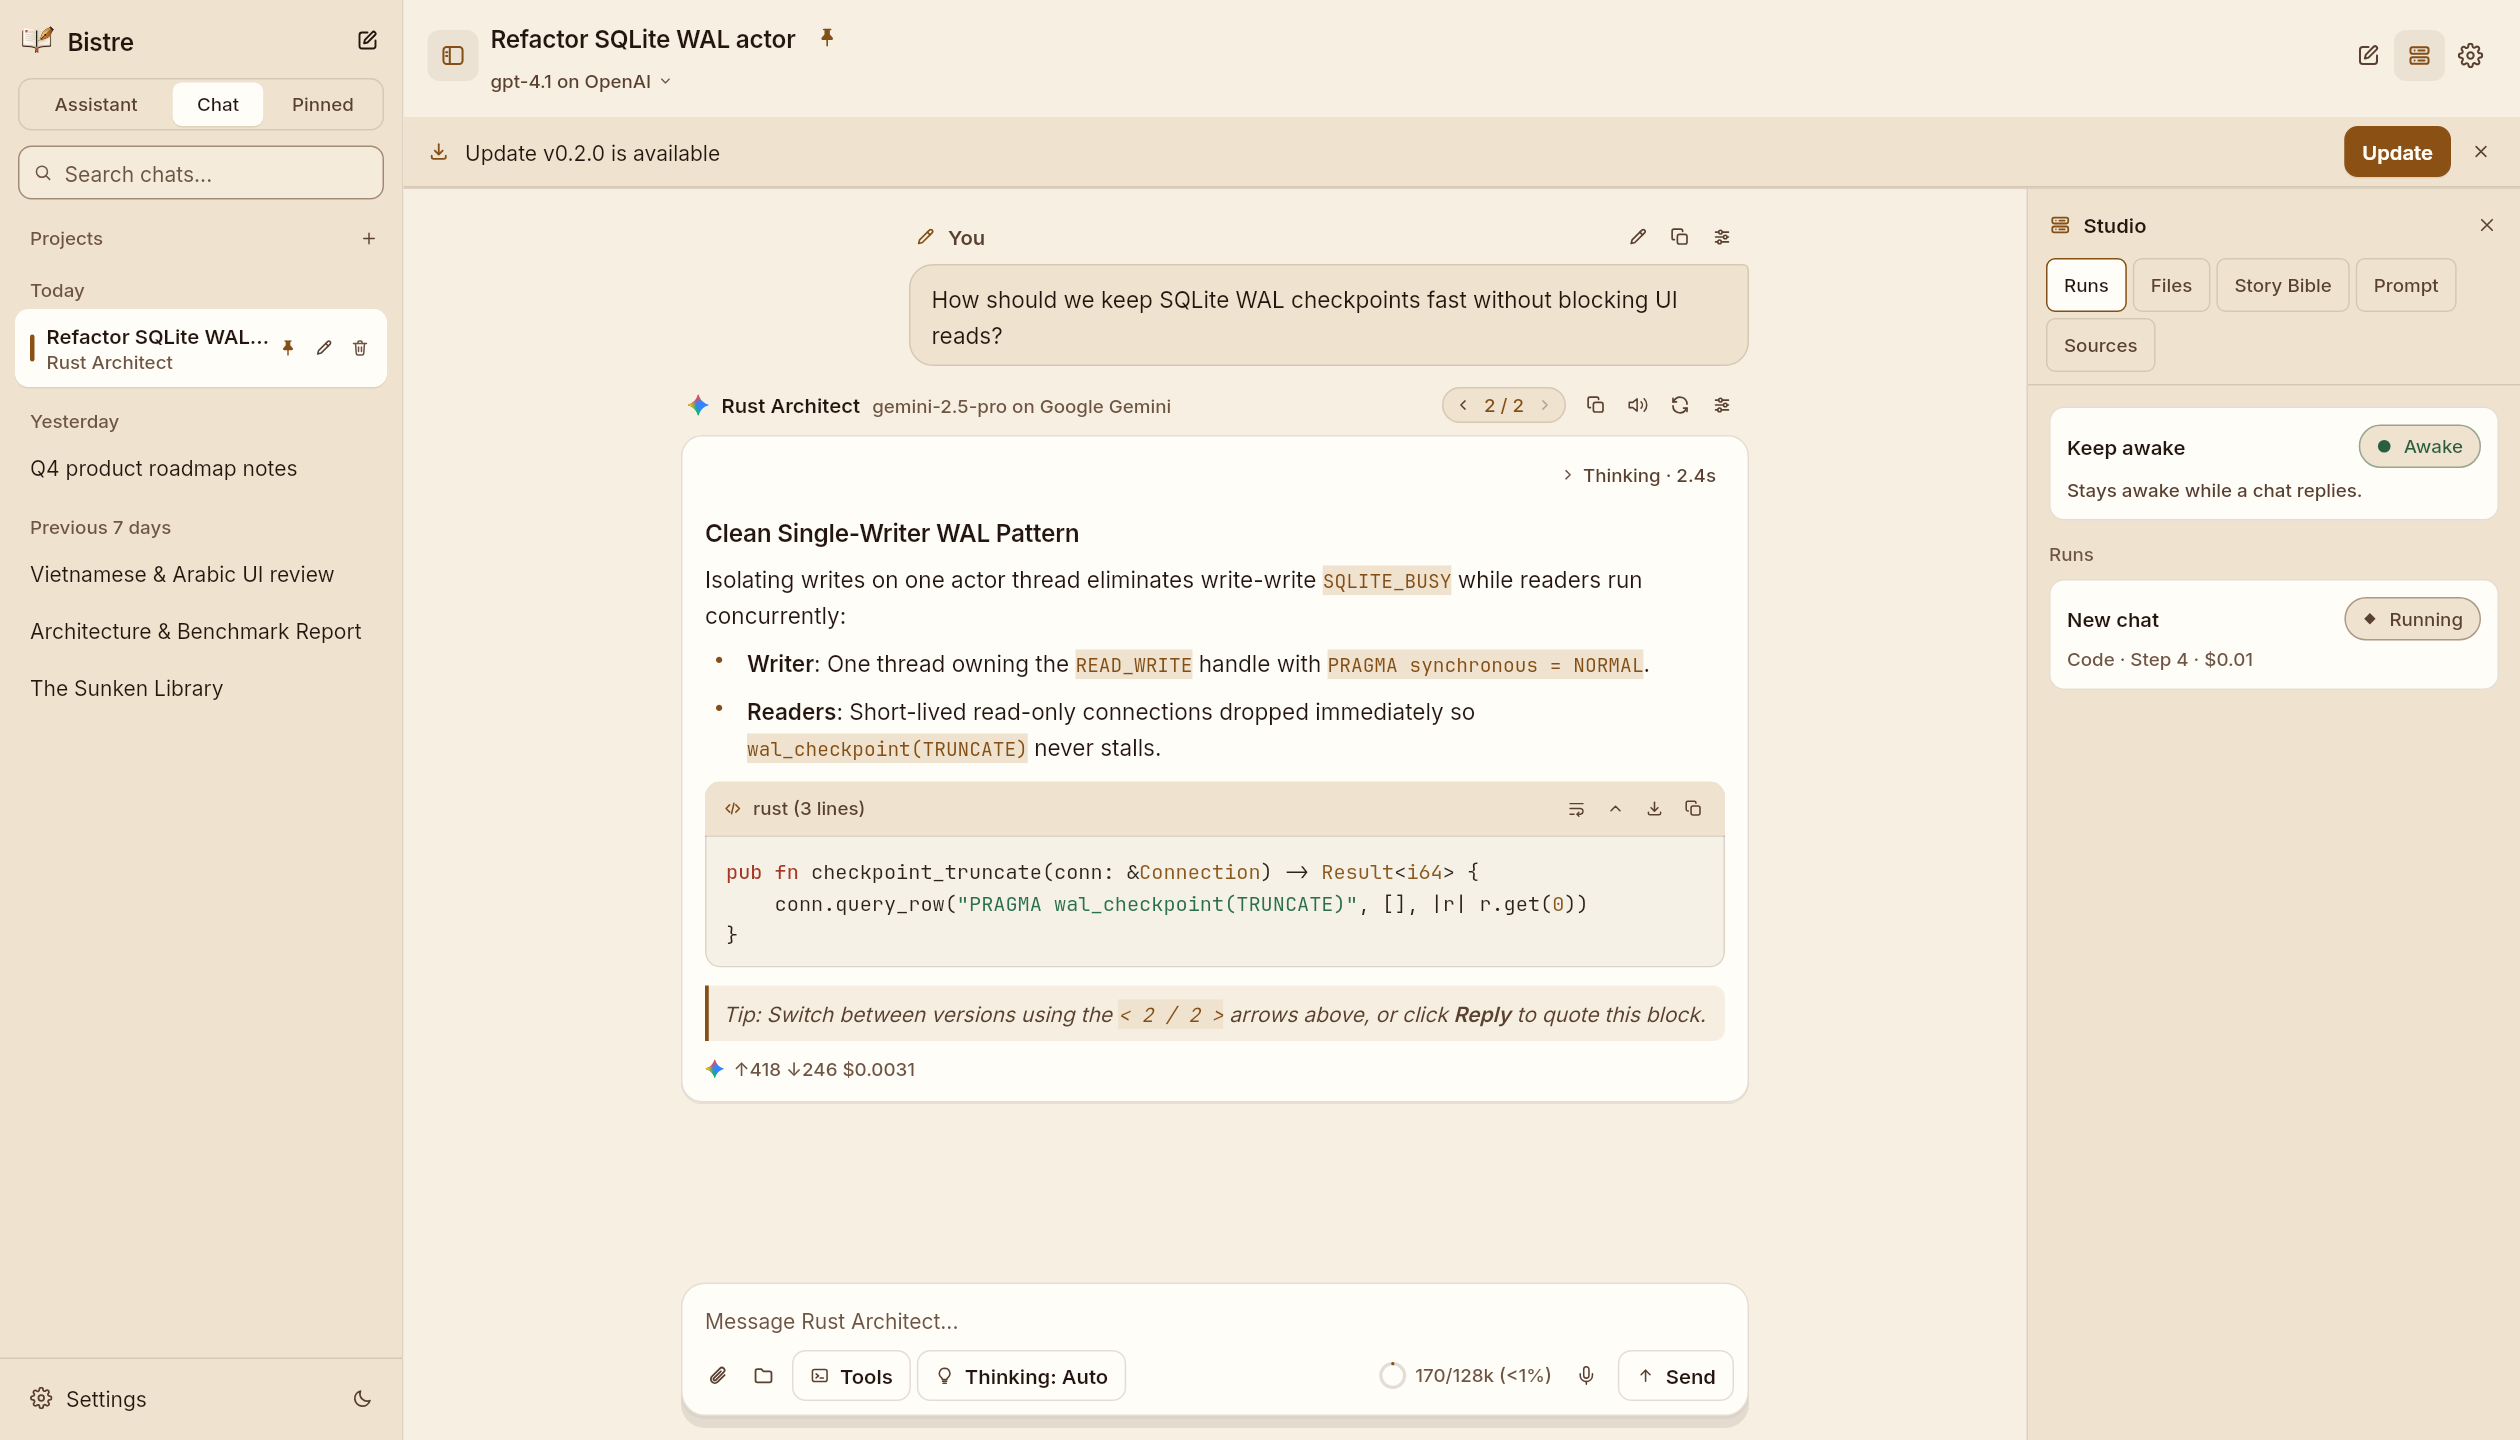 Bistre
Assistant
Chat
Pinned
Search chats...
Projects
Today
Refactor SQLite WAL...
Rust Architect
Yesterday
Q4 product roadmap notes
Previous 7 days
Vietnamese & Arabic UI review
Architecture & Benchmark Report
The Sunken Library
Settings
Refactor SQLite WAL actor
gpt-4.1 on OpenAI
Update v0.2.0 is available
Update
You
How should we keep SQLite WAL checkpoints fast without blocking UI
reads?
Rust Architect gemini-2.5-pro on Google Gemini
2 / 2
Thinking · 2.4s
Clean Single-Writer WAL Pattern
Isolating writes on one actor thread eliminates write-write SQLITE_BUSY while readers run
concurrently:
• Writer: One thread owning the READ_WRITE handle with PRAGMA synchronous = NORMAL.
• Readers: Short-lived read-only connections dropped immediately so
wal_checkpoint(TRUNCATE) never stalls.
rust (3 lines)
pub fn checkpoint_truncate(conn: &Connection) -> Result<i64> {
    conn.query_row("PRAGMA wal_checkpoint(TRUNCATE)", [], |r| r.get(0))
}
Tip: Switch between versions using the < 2 / 2 > arrows above, or click Reply to quote this block.
↑418 ↓246 $0.0031
Message Rust Architect...
Tools
Thinking: Auto
170/128k (<1%)
Send
Studio
Runs
Files
Story Bible
Prompt
Sources
Keep awake
Awake
Stays awake while a chat replies.
Runs
New chat
Running
Code · Step 4 · $0.01